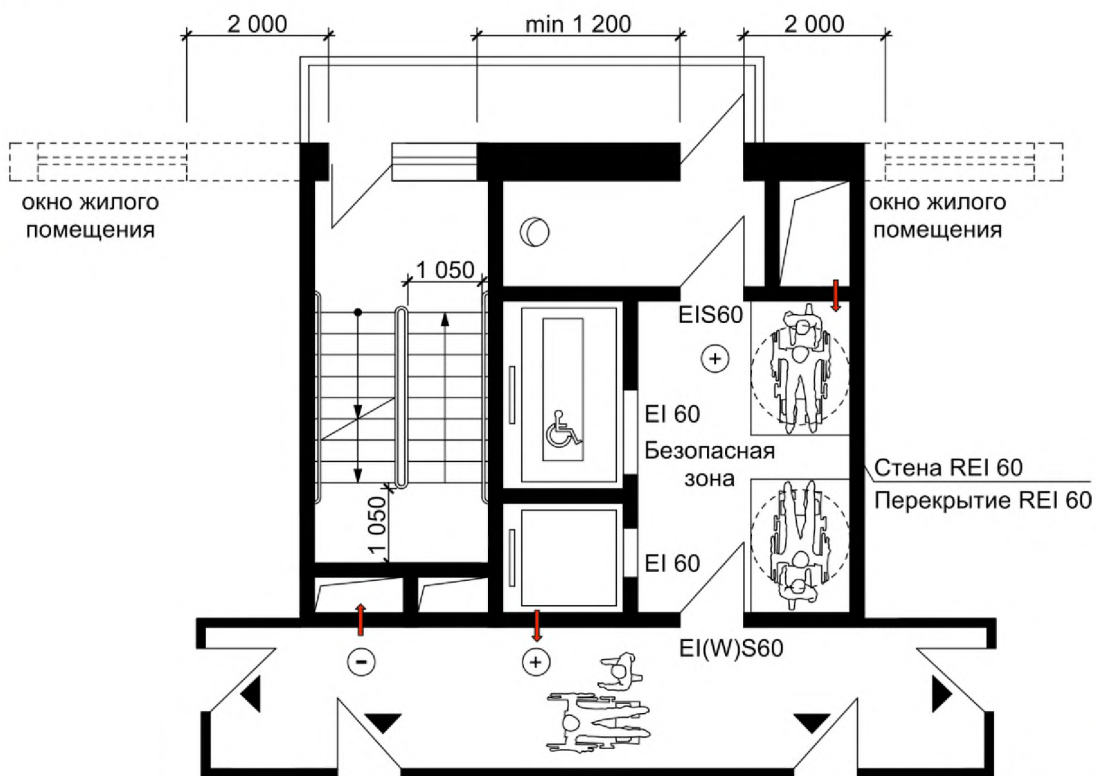 2 000
min 1 200
2 000
окно жилого
помещения
окно жилого
помещения
1 050
EIS60
+
EI 60
Безопасная
зона
Стена REI 60
Перекрытие REI 60
1 050
EI 60
EI(W)S60
-
+